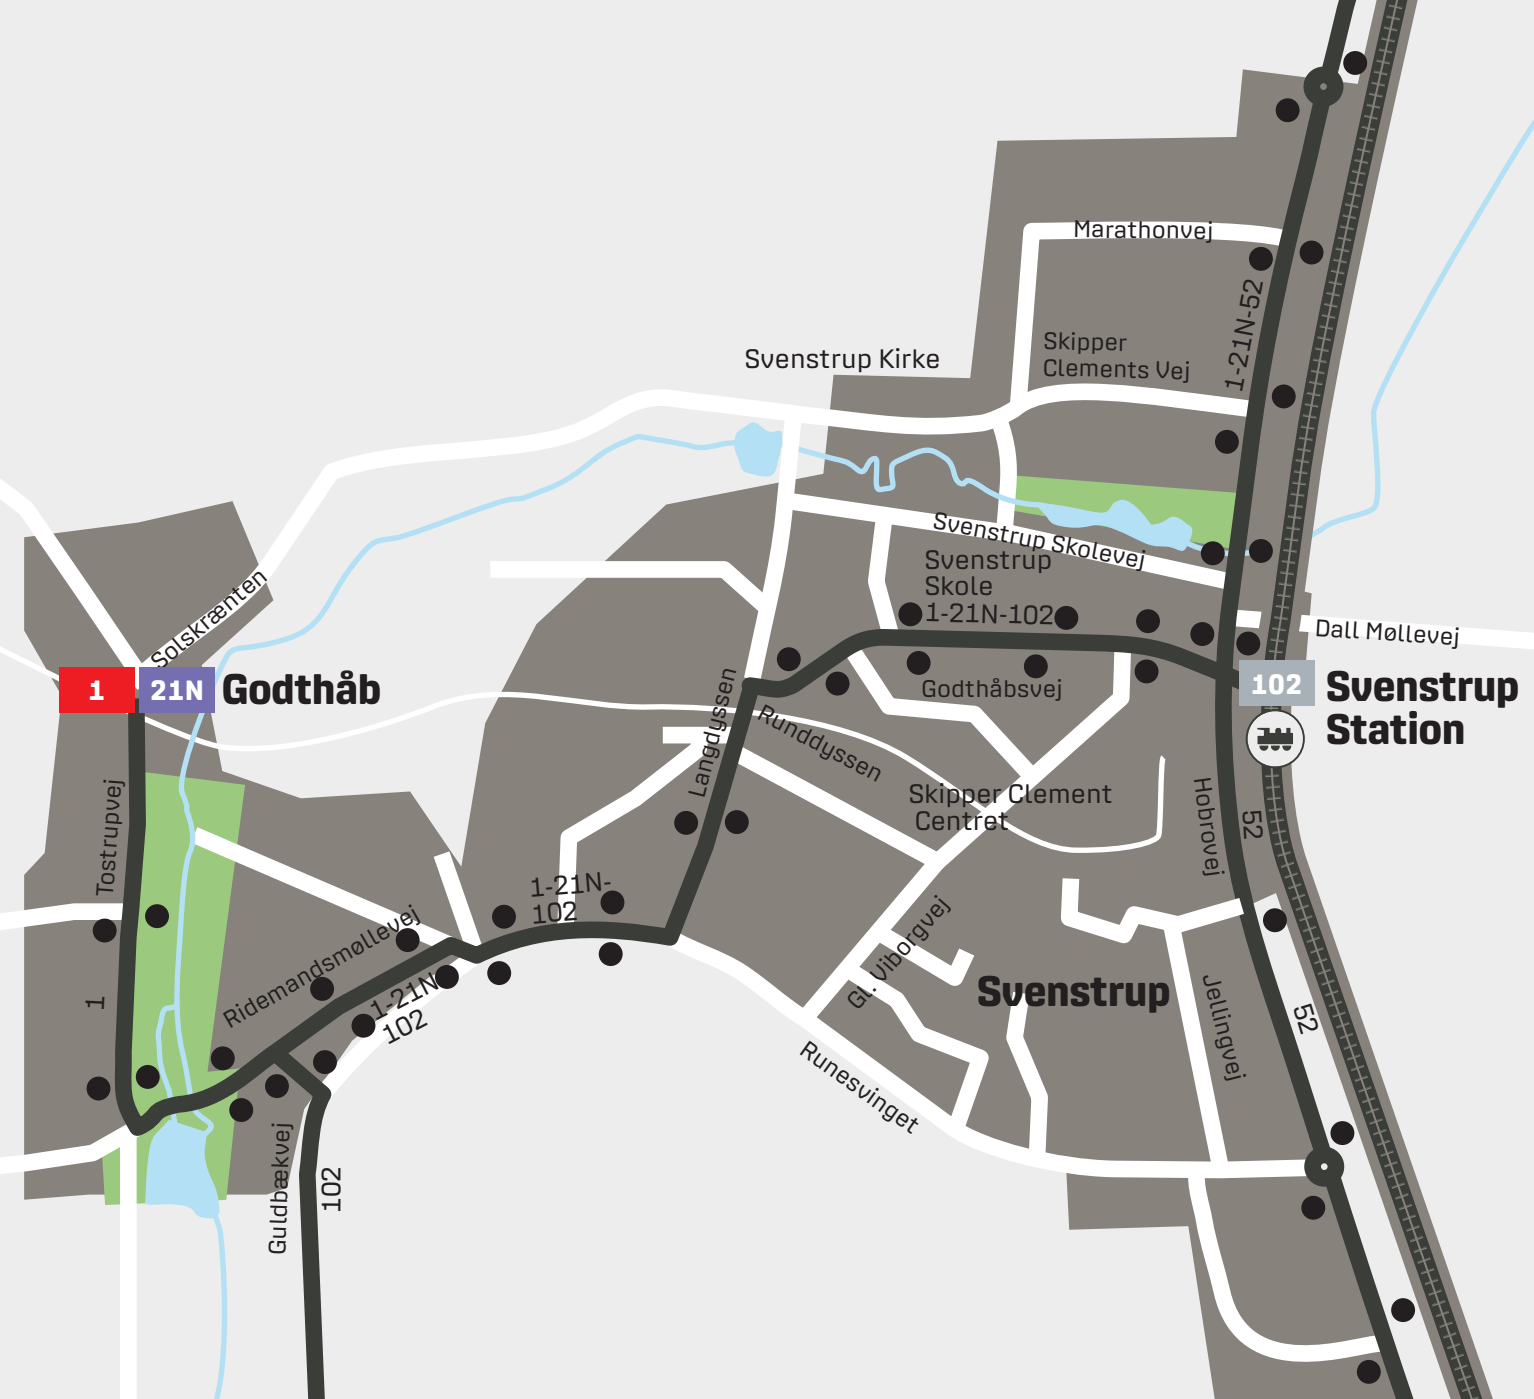 Marathonvej
1-21N-52
Skipper
Clements Vej
Svenstrup Kirke
Svenstrup Skolevej
Svenstrup
Skole
1-21N-102
Solskrænten
Dall Møllevej
1
21N
Godthåb
102
Svenstrup
Station
Godthåbsvej
Langdyssen
Runddyssen
Skipper Clement
Centret
Hobrovej
52
Tostrupvej
1-21N-
102
Ridemandsmøllevej
1-21N
102
Gl. Viborgvej
Svenstrup
1
Jellingvej
52
Runesvinget
Guldbækvej
102